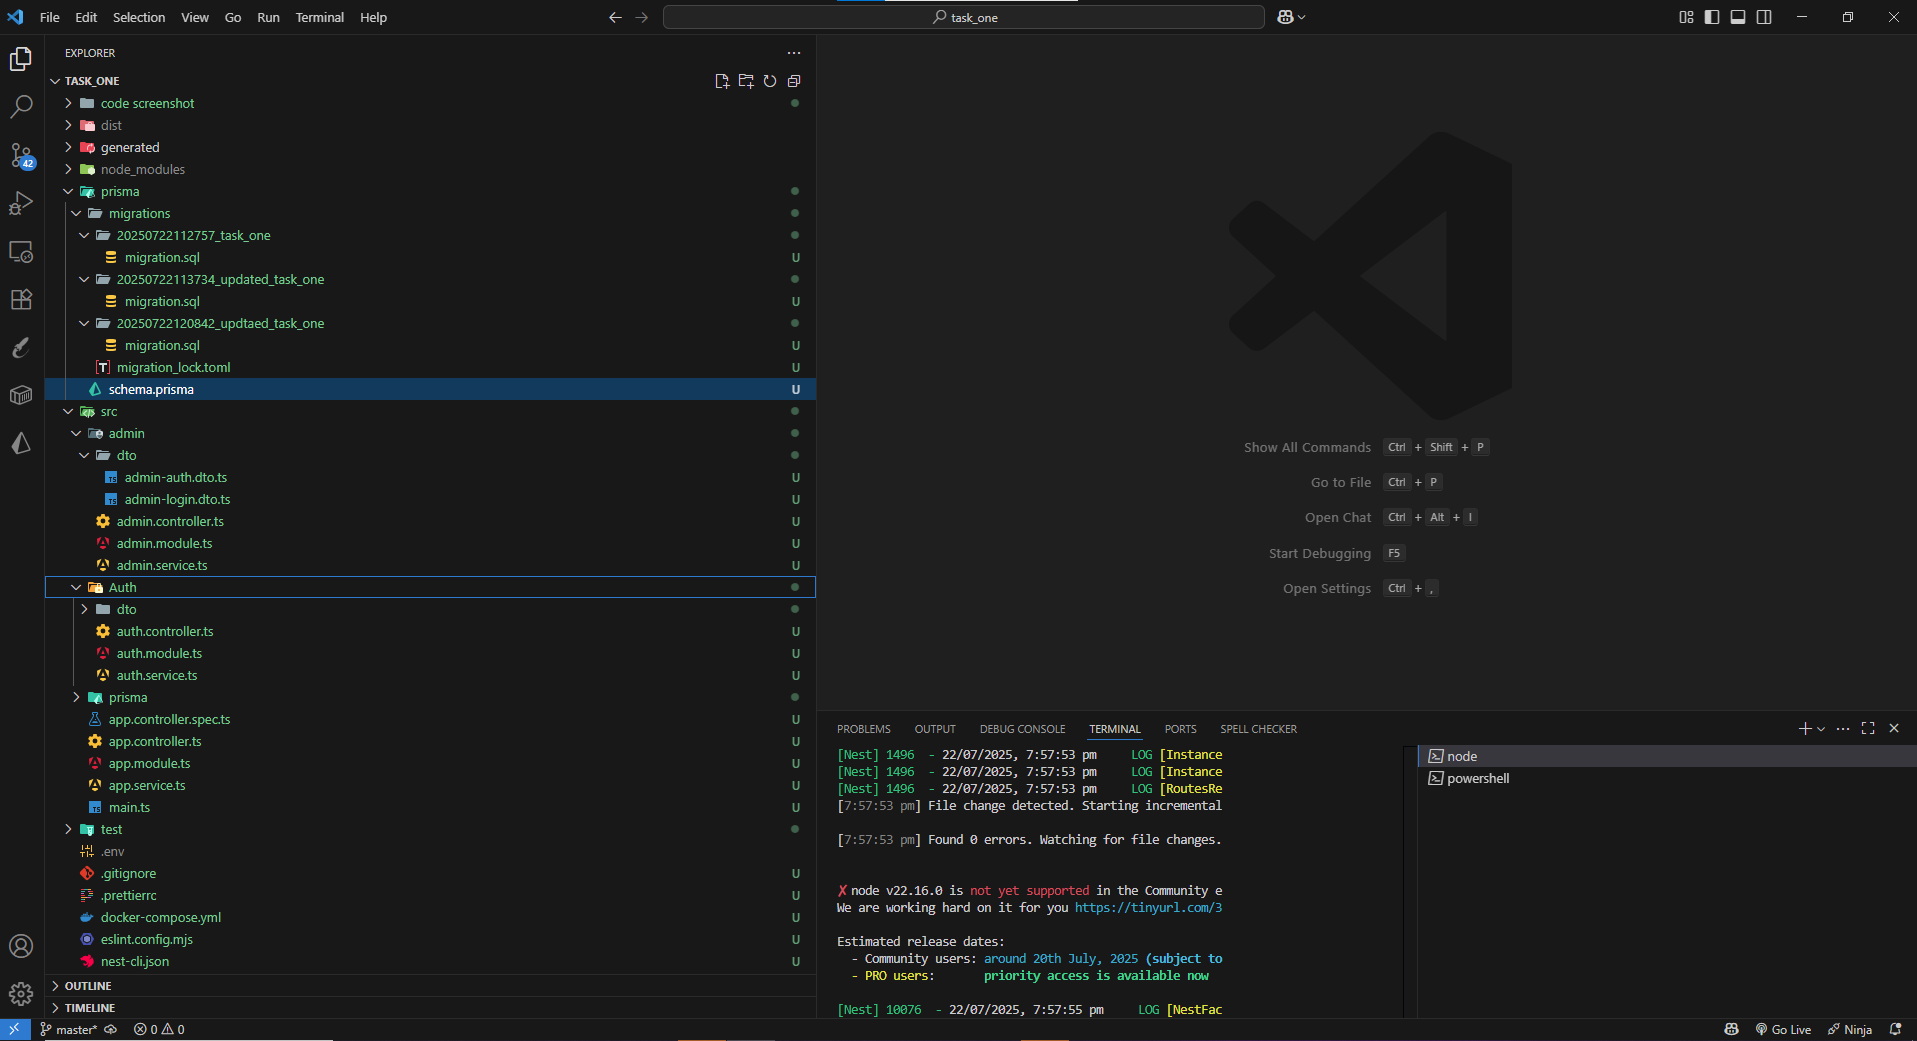 File Edit Selection View Go Run Terminal Help
task_one
EXPLORER
TASK_ONE
code screenshot
dist
generated
node_modules
prisma
migrations
20250722112757_task_one
migration.sql U
20250722113734_updated_task_one
migration.sql U
20250722120842_updtaed_task_one
migration.sql U
migration_lock.toml U
schema.prisma U
src
admin
dto
admin-auth.dto.ts U
admin-login.dto.ts U
admin.controller.ts U
admin.module.ts U
admin.service.ts U
Auth
dto
auth.controller.ts U
auth.module.ts U
auth.service.ts U
prisma
app.controller.spec.ts U
app.controller.ts U
app.module.ts U
app.service.ts U
main.ts U
test
.env
.gitignore U
.prettierrc U
docker-compose.yml U
eslint.config.mjs U
nest-cli.json U
OUTLINE
TIMELINE
42
Show All Commands Ctrl + Shift + P
Go to File Ctrl + P
Open Chat Ctrl + Alt + I
Start Debugging F5
Open Settings Ctrl + ,
PROBLEMS OUTPUT DEBUG CONSOLE TERMINAL PORTS SPELL CHECKER
[Nest] 1496 - 22/07/2025, 7:57:53 pm LOG [Instance
[Nest] 1496 - 22/07/2025, 7:57:53 pm LOG [Instance
[Nest] 1496 - 22/07/2025, 7:57:53 pm LOG [RoutesRe
[7:57:53 pm] File change detected. Starting incremental
[7:57:53 pm] Found 0 errors. Watching for file changes.
✗ node v22.16.0 is not yet supported in the Community e
We are working hard on it for you https://tinyurl.com/3
Estimated release dates:
- Community users: around 20th July, 2025 (subject to
- PRO users: priority access is available now
[Nest] 10076 - 22/07/2025, 7:57:55 pm LOG [NestFac
node
powershell
master* 0 0
Go Live Ninja